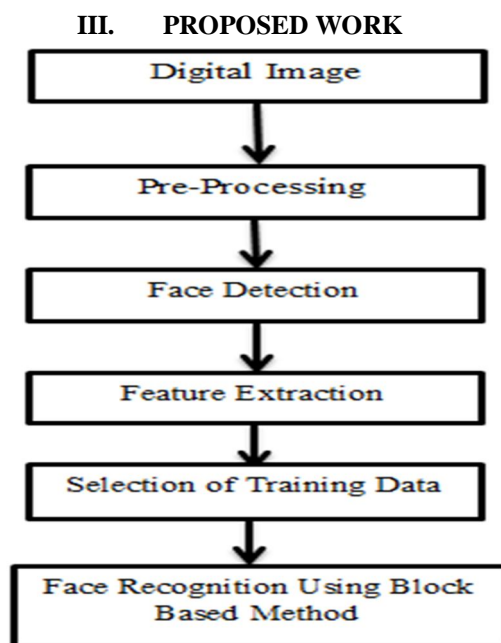 III. PROPOSED WORK
Digital Image
Pre-Processing
Face Detection
Feature Extraction
Selection of Training Data
Face Recognition Using Block
Based Method